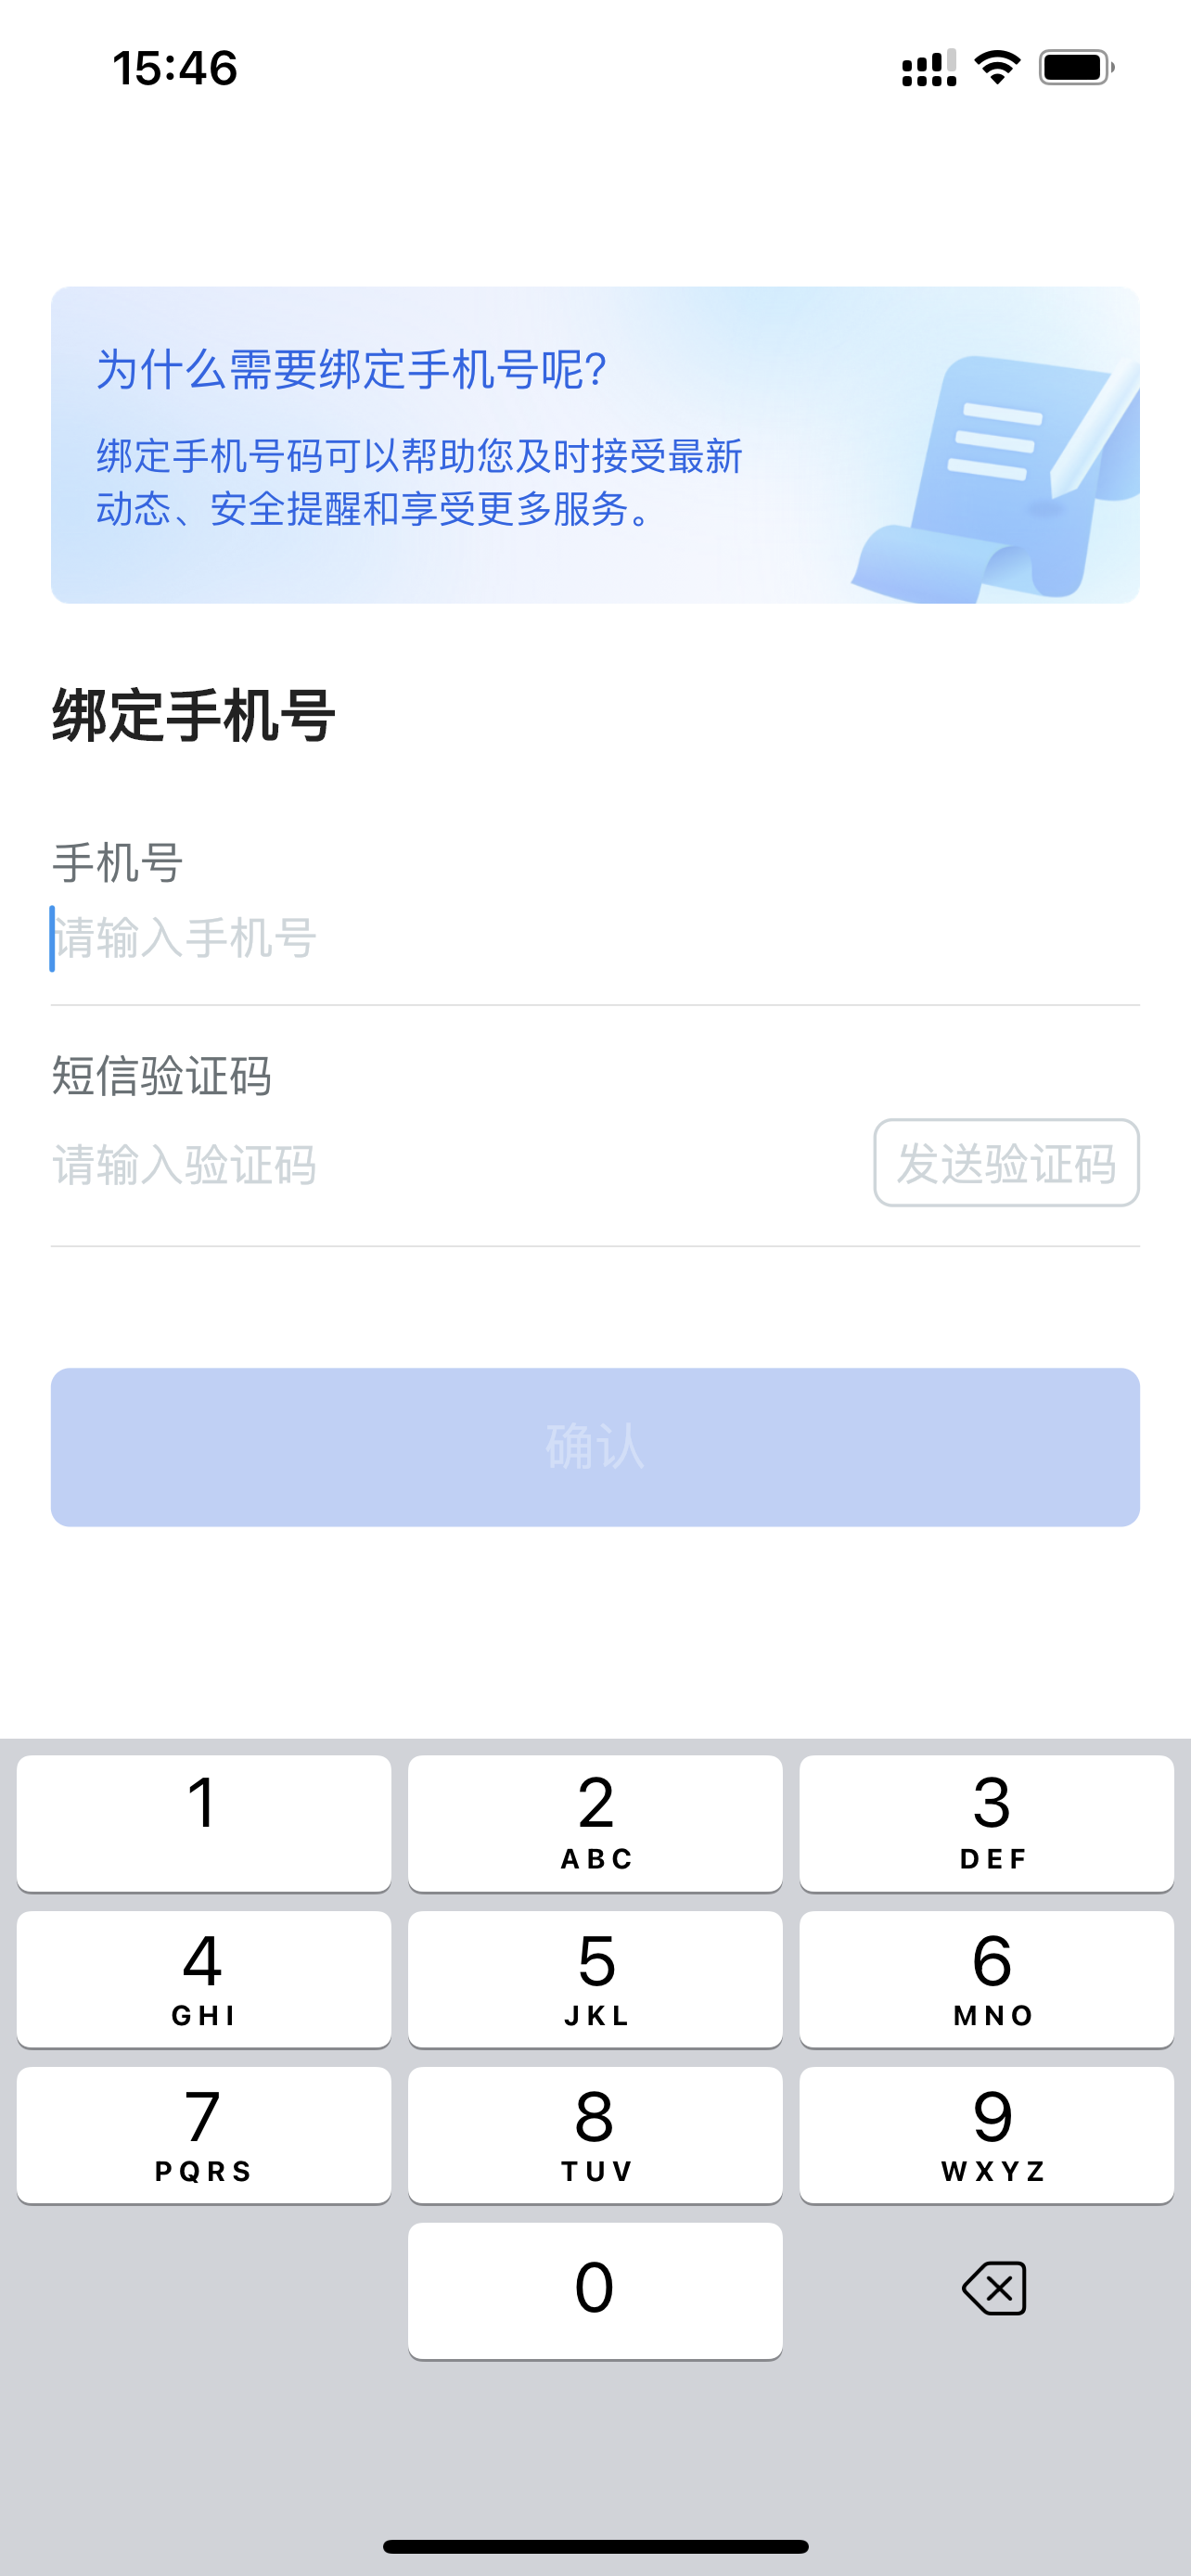 15:46
为什么需要绑定手机号呢?
绑定手机号码可以帮助您及时接受最新
动态、安全提醒和享受更多服务。
绑定手机号
手机号
请输入手机号
短信验证码
请输入验证码
发送验证码
确认
1
2
3
ABC
DEF
4
5
6
GHI
JKL
MNO
7
8
9
PQRS
TUV
WXYZ
0